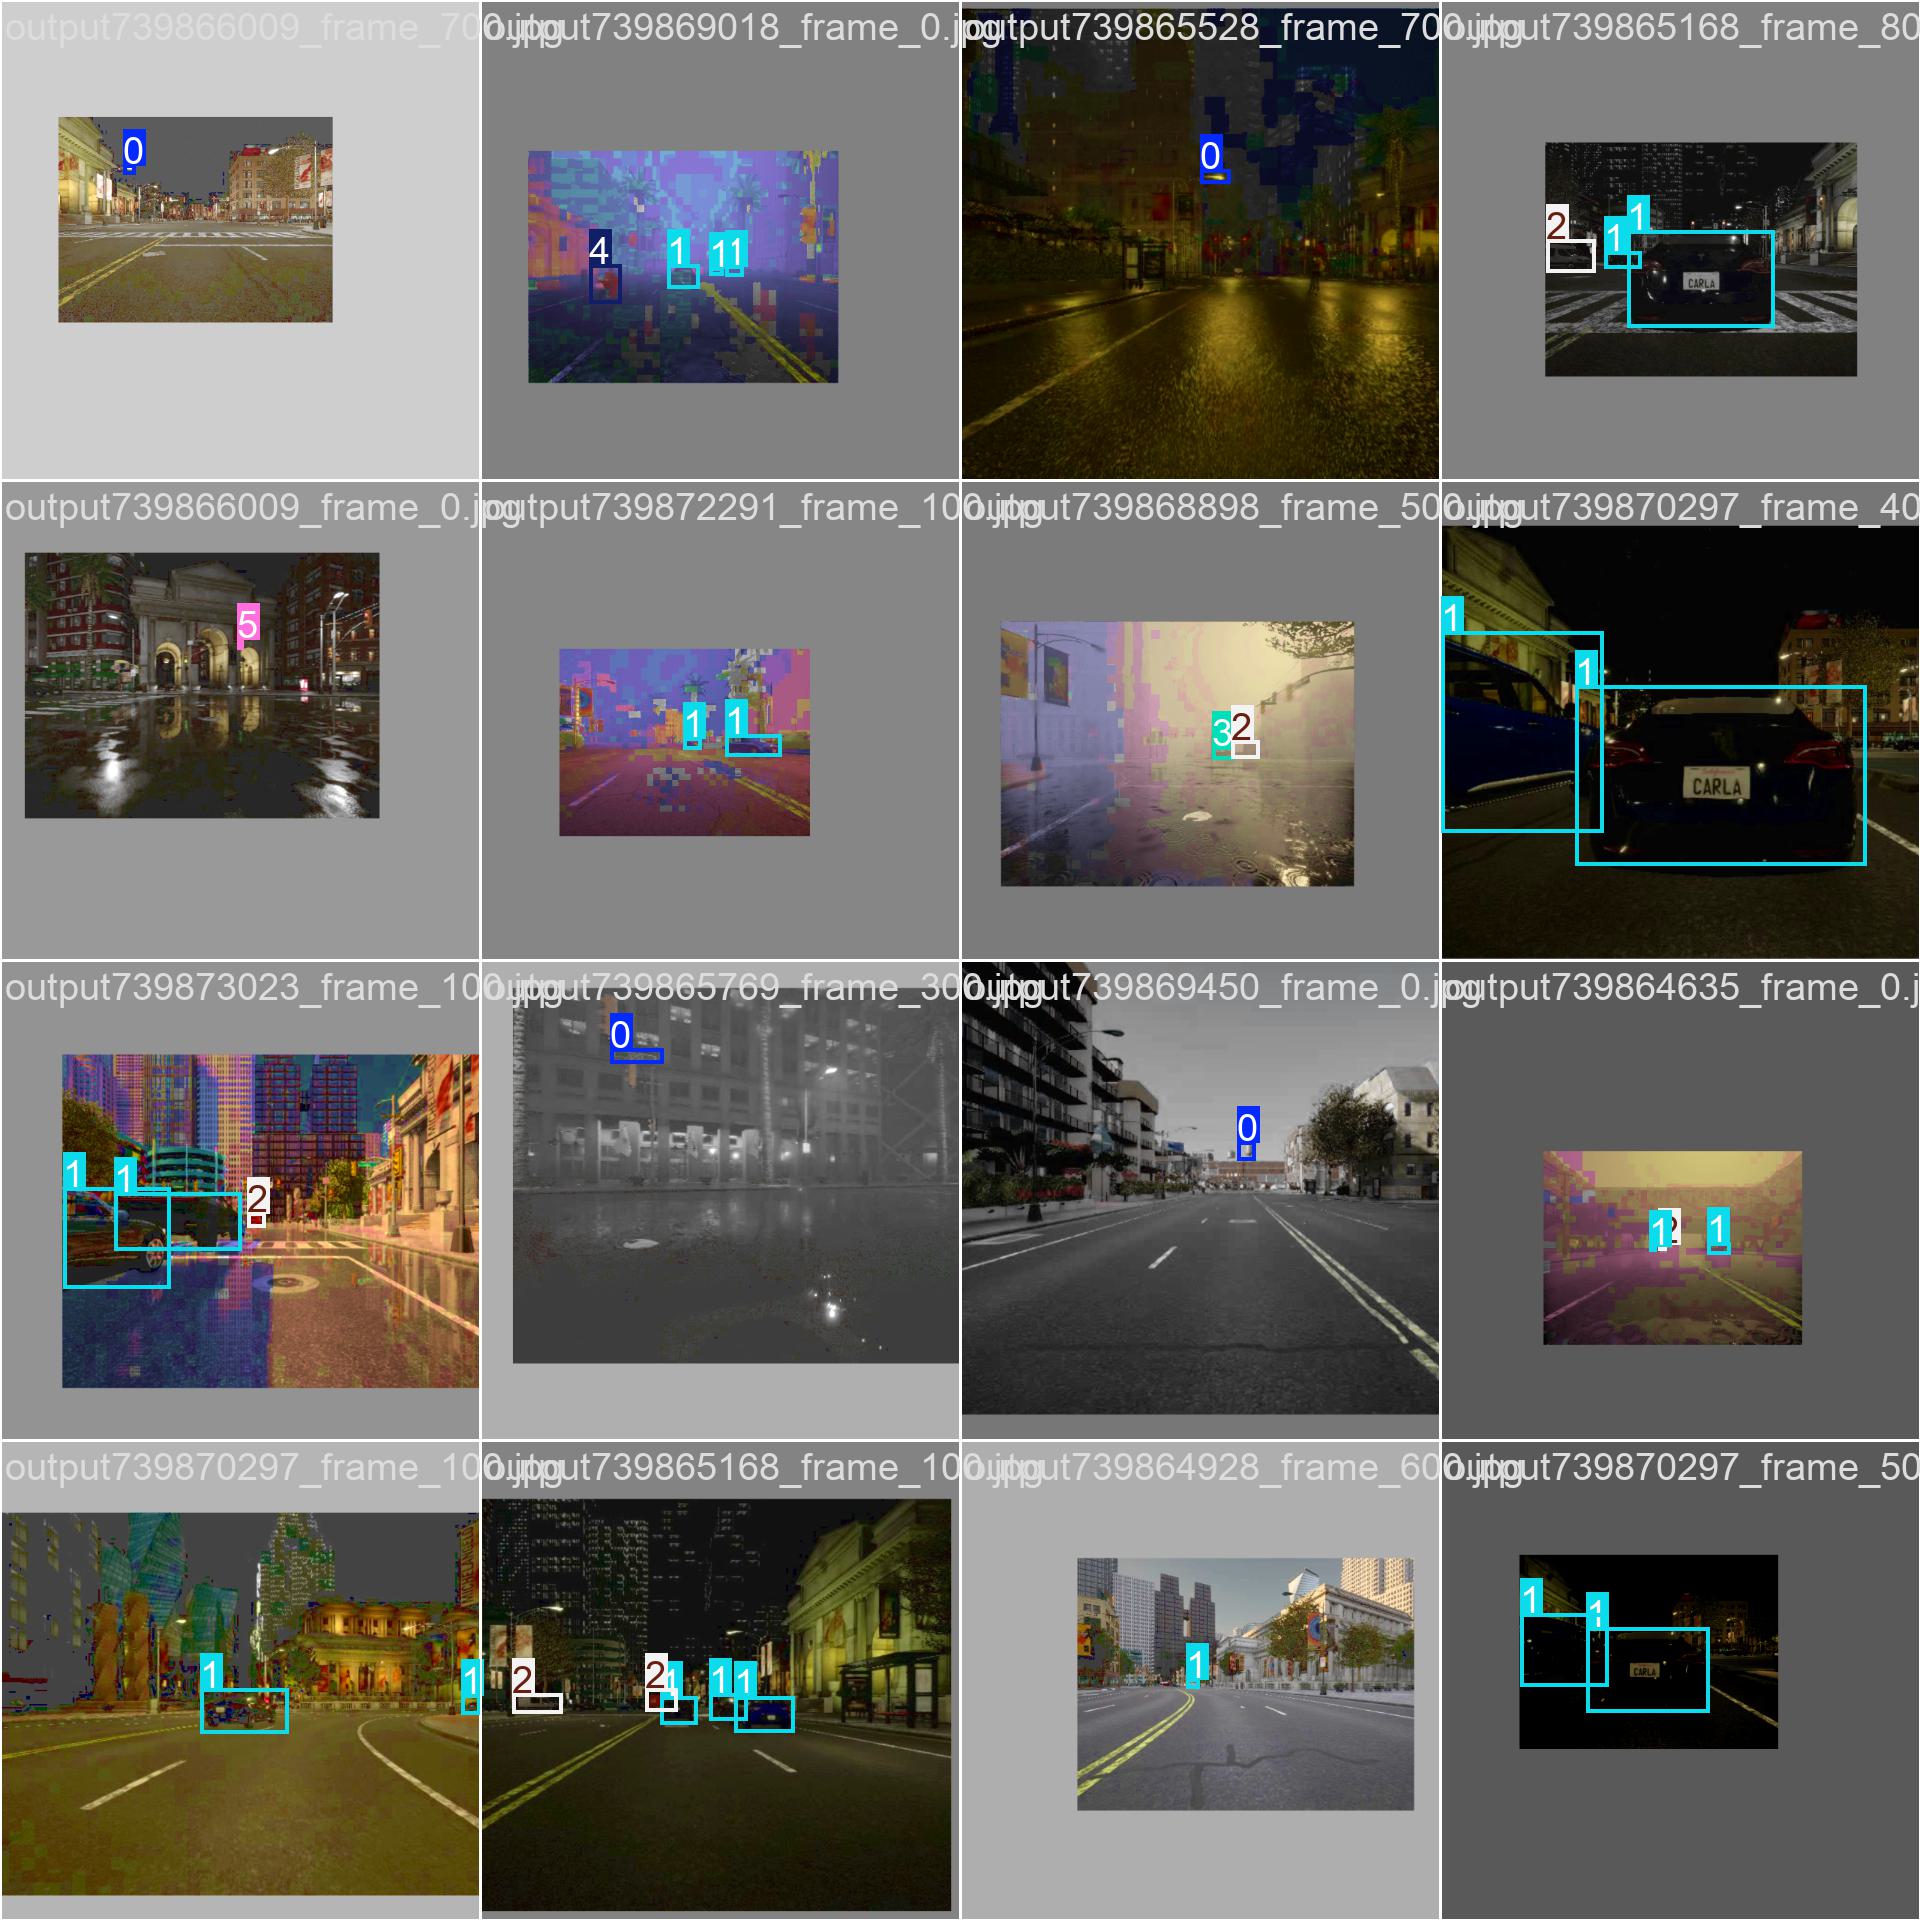 output739866009_frame_700.jpg
output739869018_frame_0.jpg
output739865528_frame_700.jpg
output739865168_frame_80
0
4
1
1
1
0
2
1
1
CARLA
output739866009_frame_0.jpg
output739872291_frame_100.jpg
output739868898_frame_500.jpg
output739870297_frame_40
5
1
1
3
2
1
1
CARLA
output739873023_frame_100.jpg
output739865769_frame_300.jpg
output739869450_frame_0.jpg
output739864635_frame_0.j
1
1
2
0
0
1
2
1
output739870297_frame_100.jpg
output739865168_frame_100.jpg
output739864928_frame_600.jpg
output739870297_frame_50
1
1
2
2
1
1
1
1
1
1
CARLA